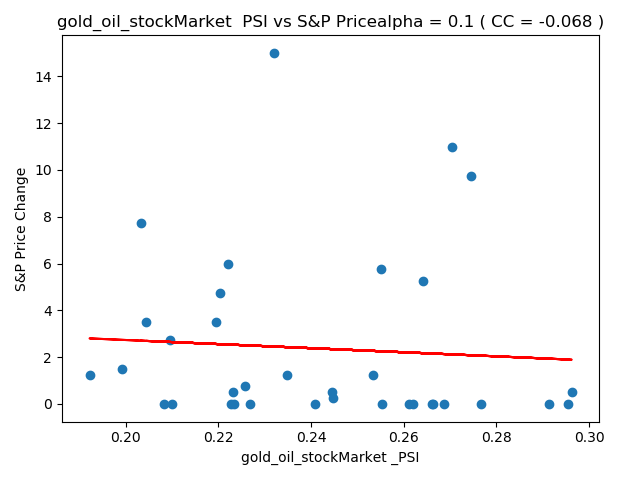 gold_oil_stockMarket  PSI vs S&P Pricealpha = 0.1 ( CC = -0.068 )
14
12
10
8
6
4
2
0
S&P Price Change
0.20 0.22 0.24 0.26 0.28 0.30
gold_oil_stockMarket _PSI